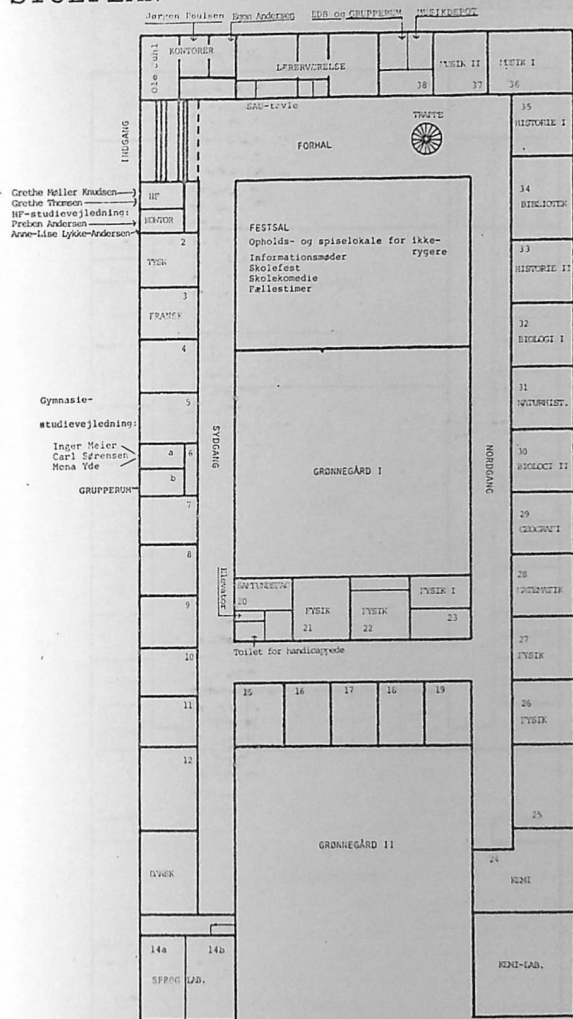 Jørgen Poulsen
Egon Andersen
EDB og GRUPPERUM
MUSIKDEPOT
Ole Juhl
KONTORER
LÆRERVÆRELSE
38
MUSIK II
37
MUSIK I
36
SAU-tavle
INDGANG
FORHAL
TRAPPE
35
HISTORIE I
Grethe Møller Knudsen
Grethe Thomsen
HF-studievejledning:
Preben Andersen
Anne-Lise Lykke-Andersen
HF
KONTOR
34
BIBLIOTEK
FESTSAL
Opholds- og spiselokale for ikke-
rygere
Informationsmøder
Skolefest
Skolekomedie
Fællestimer
2
TYSK
33
HISTORIE II
3
FRANSK
32
BIOLOGI I
4
31
NATURHIST.
Gymnasie-
studievejledning:
5
Inger Meier
Carl Sørensen
Mona Yde
a
6
b
GRUPPERUM
SYDGANG
GRØNNEGÅRD I
NORDGANG
30
BIOLOGI II
7
29
GEOGRAFI
8
28
MATEMATIK
Elevator
SAMFUNDSFAG
20
FYSIK
21
FYSIK
22
FYSIK I
23
9
27
FYSIK
Toilet for handicappede
10
26
FYSIK
11
15
16
17
18
19
12
25
GRØNNEGÅRD II
24
KEMI
DANSK
14a
14b
SPROG LAB.
KEMI-LAB.